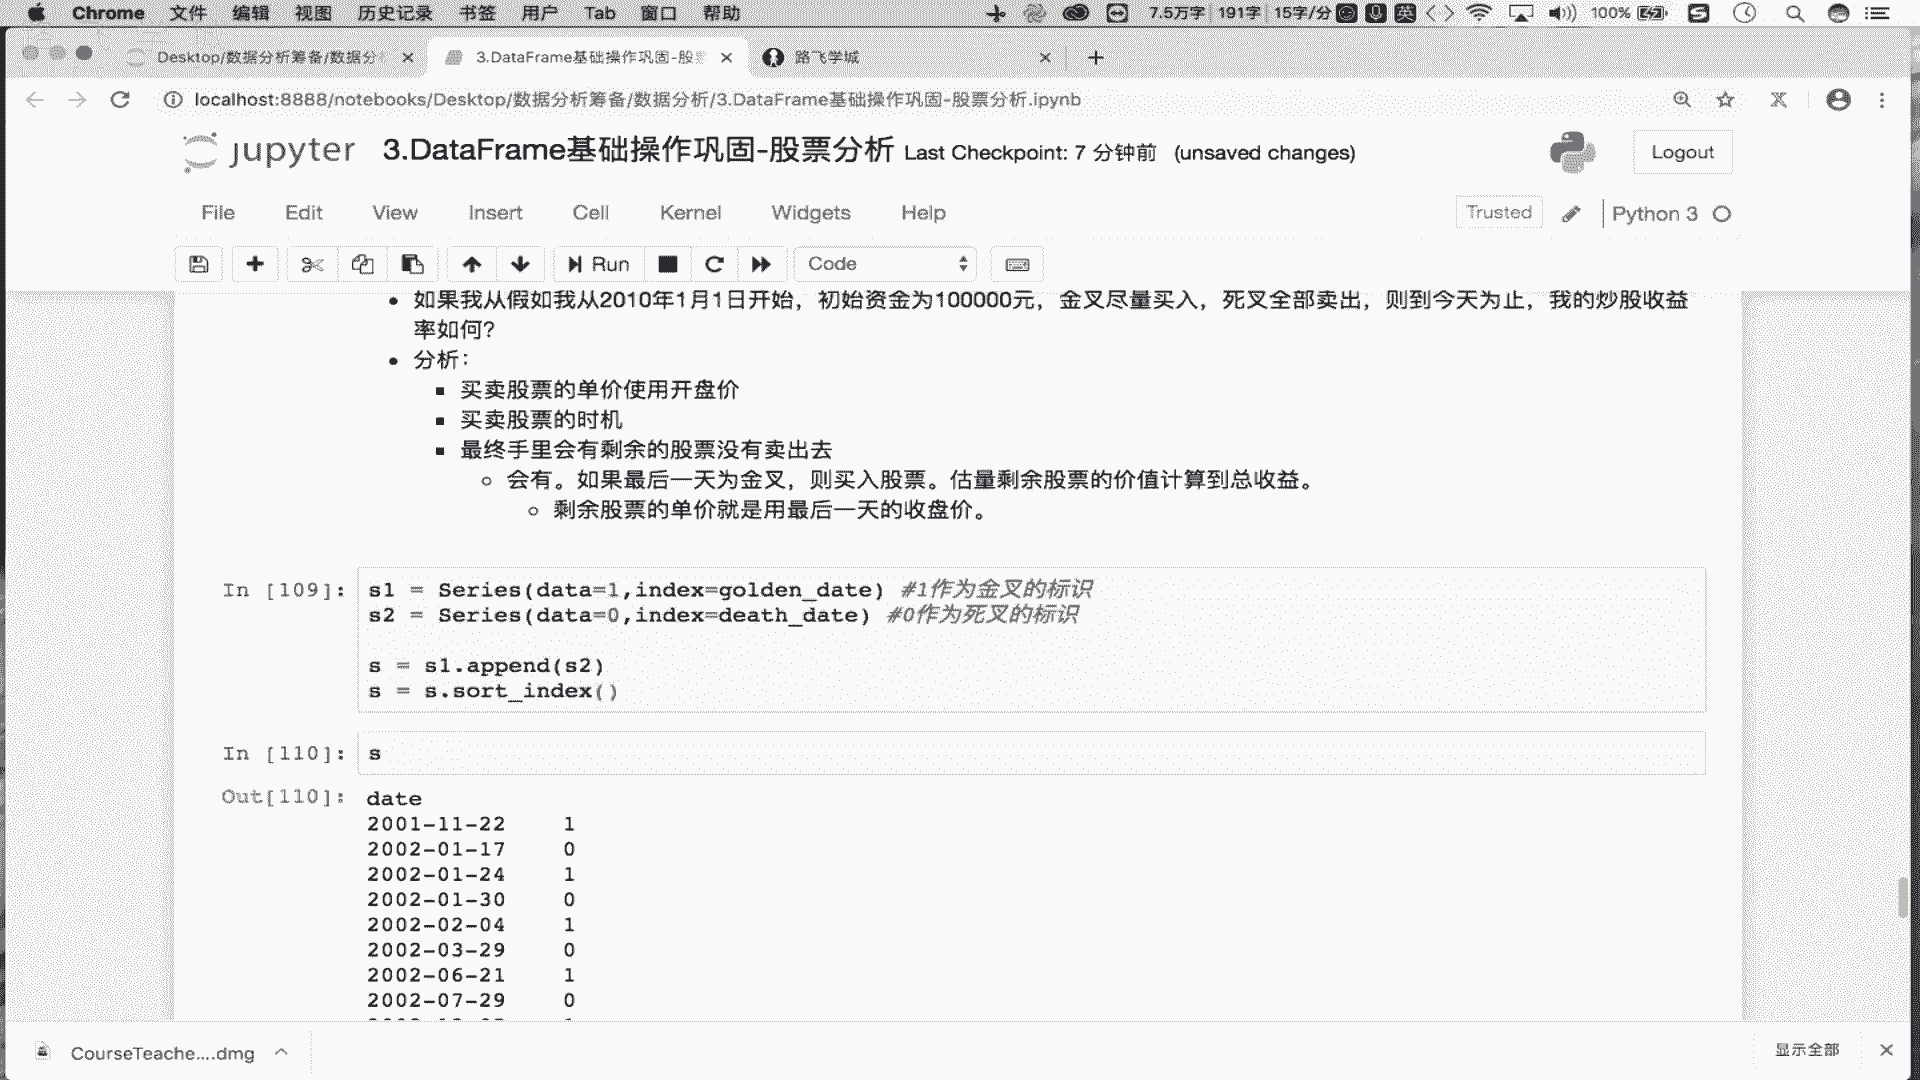 Chrome 文件 编辑 视图 历史记录 书签 用户 Tab 窗口 帮助 7.5万字 191字 15字/分 英 100%
Desktop/数据分析筹备/数据分 3.DataFrame基础操作巩固-股 路飞学城
localhost:8888/notebooks/Desktop/数据分析筹备/数据分析/3.DataFrame基础操作巩固-股票分析.ipynb
jupyter 3.DataFrame基础操作巩固-股票分析 Last Checkpoint: 7 分钟前 (unsaved changes) Logout
File Edit View Insert Cell Kernel Widgets Help Trusted Python 3
Run Code
如果我从假如我从2010年1月1日开始，初始资金为100000元，金叉尽量买入，死叉全部卖出，则到今天为止，我的炒股收益
率如何?
分析：
买卖股票的单价使用开盘价
买卖股票的时机
最终手里会有剩余的股票没有卖出去
会有。如果最后一天为金叉，则买入股票。估量剩余股票的价值计算到总收益。
剩余股票的单价就是用最后一天的收盘价。
In [109]: s1 = Series(data=1,index=golden_date) #1作为金叉的标识
s2 = Series(data=0,index=death_date) #0作为死叉的标识
s = s1.append(s2)
s = s.sort_index()
In [110]: s
Out[110]: date
2001-11-22 1
2002-01-17 0
2002-01-24 1
2002-01-30 0
2002-02-04 1
2002-03-29 0
2002-06-21 1
2002-07-29 0
CourseTeache....dmg 显示全部